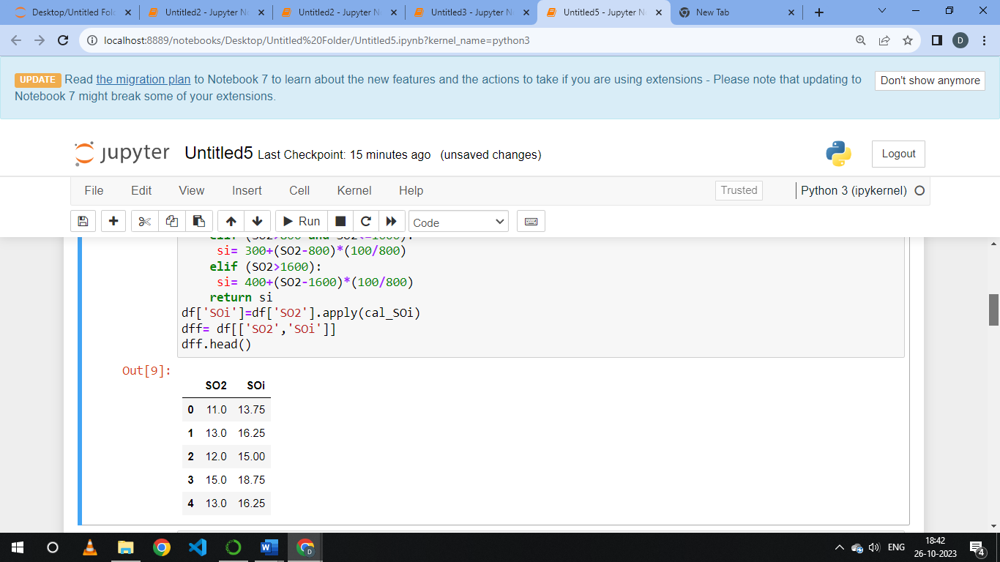 Desktop/Untitled Fol
Untitled2 - Jupyter N
Untitled2 - Jupyter N
Untitled3 - Jupyter N
Untitled5 - Jupyter N
New Tab
localhost:8889/notebooks/Desktop/Untitled%20Folder/Untitled5.ipynb?kernel_name=python3
D
UPDATE Read the migration plan to Notebook 7 to learn about the new features and the actions to take if you are using extensions - Please note that updating to
Notebook 7 might break some of your extensions.
Don't show anymore
jupyter Untitled5 Last Checkpoint: 15 minutes ago (unsaved changes)
Logout
File Edit View Insert Cell Kernel Help
Trusted
Python 3 (ipykernel)
Run
Code
elif (SO2>800 and SO2<=1600):
si= 300+(SO2-800)*(100/800)
elif (SO2>1600):
si= 400+(SO2-1600)*(100/800)
return si
df['SOi']=df['SO2'].apply(cal_SOi)
dff= df[['SO2','SOi']]
dff.head()
Out[9]:
SO2 SOi
0 11.0 13.75
1 13.0 16.25
2 12.0 15.00
3 15.0 18.75
4 13.0 16.25
W
D
ENG
18:42
26-10-2023
4